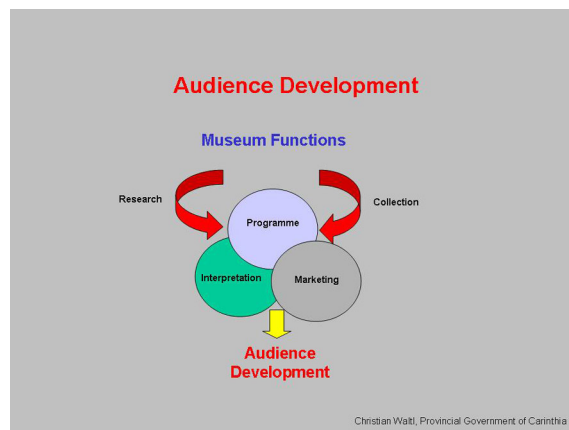 Audience Development
Museum Functions
Research
Collection
Programme
Interpretation
Marketing
Audience
Development
Christian Waltl, Provincial Government of Carinthia